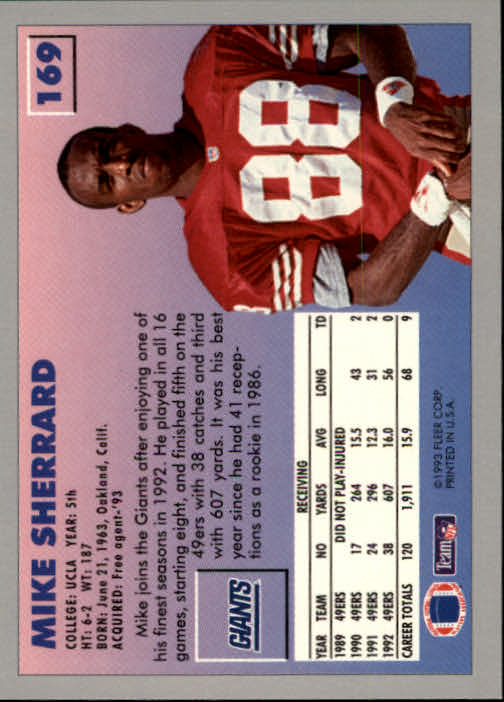 169
MIKE SHERRARD
COLLEGE: UCLA YEAR: 5th
HT: 6-2 WT: 187
BORN: June 21, 1963, Oakland, Calif.
ACQUIRED: Free agent-'93
Mike joins the Giants after enjoying one of
his finest seasons in 1992. He played in all 16
games, starting eight, and finished fifth on the
49ers with 38 catches and third
with 607 yards. It was his best
year since he had 41 recep-
tions as a rookie in 1986.
GIANTS
88
8
RECEIVING
YEAR TEAM NO YARDS AVG LONG TD
1989 49ERS DID NOT PLAY-INJURED
1990 49ERS 17 264 15.5 43 2
1991 49ERS 24 296 12.3 31 2
1992 49ERS 38 607 16.0 56 0
CAREER TOTALS 120 1,911 15.9 68 9
Team NFL
©1993 FLEER CORP.
PRINTED IN U.S.A.